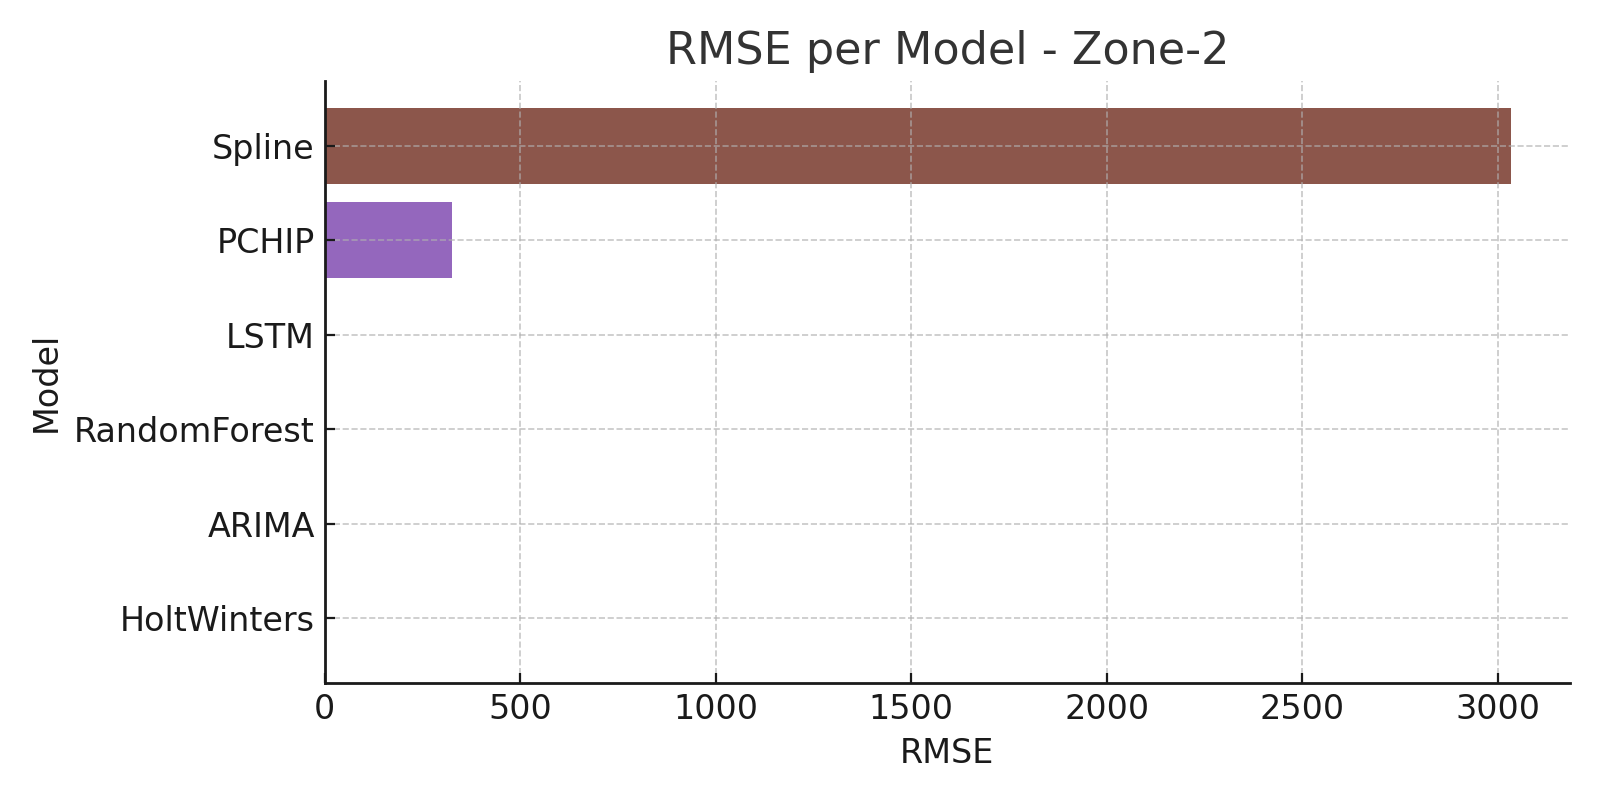 RMSE per Model - Zone-2
Spline
PCHIP
LSTM
RandomForest
ARIMA
HoltWinters
Model
0 500 1000 1500 2000 2500 3000
RMSE